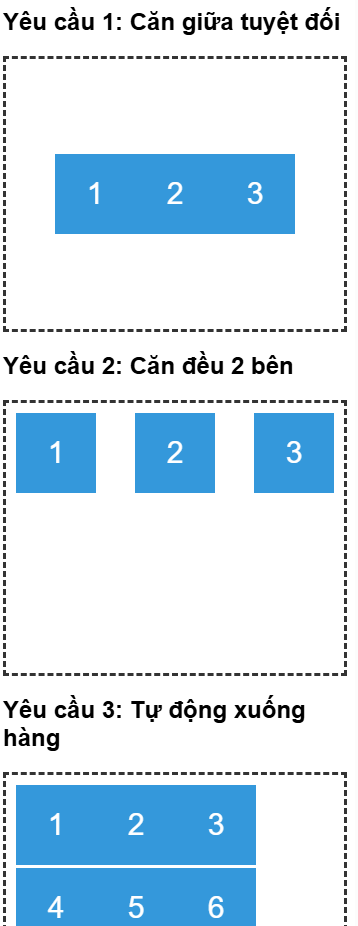 Yêu cầu 1: Căn giữa tuyệt đối
1 2 3
Yêu cầu 2: Căn đều 2 bên
1 2 3
Yêu cầu 3: Tự động xuống
hàng
1 2 3
4 5 6